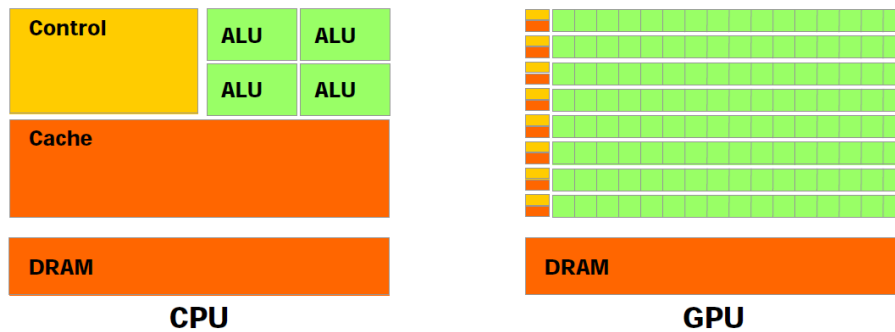 Control
ALU
ALU
ALU
ALU
Cache
DRAM
CPU
DRAM
GPU